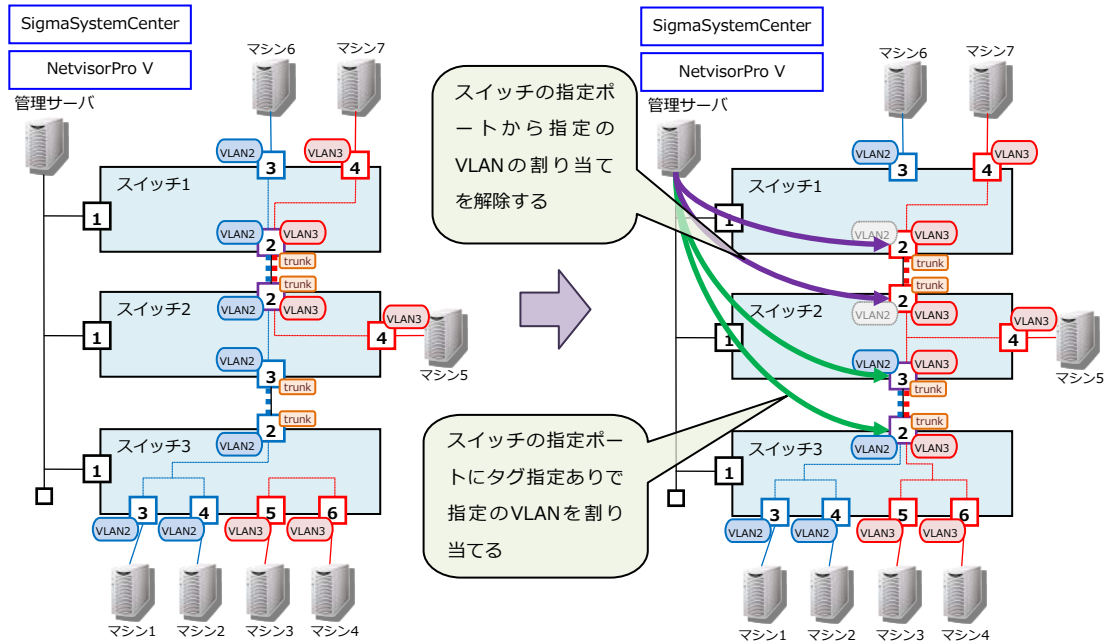 SigmaSystemCenter
NetvisorPro V
管理サーバ
マシン6
マシン7
VLAN2
3
VLAN3
4
スイッチ1
1
VLAN2
2
VLAN3
trunk
trunk
スイッチ2
VLAN2
2
VLAN3
1
VLAN3
4
マシン5
VLAN2
3
trunk
trunk
2
スイッチ3
VLAN2
1
3
4
5
6
VLAN2
VLAN2
VLAN3
VLAN3
マシン1
マシン2
マシン3
マシン4
スイッチの指定ポ
ートから指定の
VLANの割り当て
を解除する
スイッチの指定ポー
トにタグ指定ありで
指定のVLANを割り
当てる
SigmaSystemCenter
NetvisorPro V
管理サーバ
マシン6
マシン7
VLAN2
3
VLAN3
4
スイッチ1
1
VLAN2
2
VLAN3
trunk
trunk
スイッチ2
2
VLAN2
VLAN3
1
VLAN3
4
マシン5
VLAN2
3
VLAN3
trunk
trunk
2
スイッチ3
VLAN2
VLAN3
1
3
4
5
6
VLAN2
VLAN2
VLAN3
VLAN3
マシン1
マシン2
マシン3
マシン4